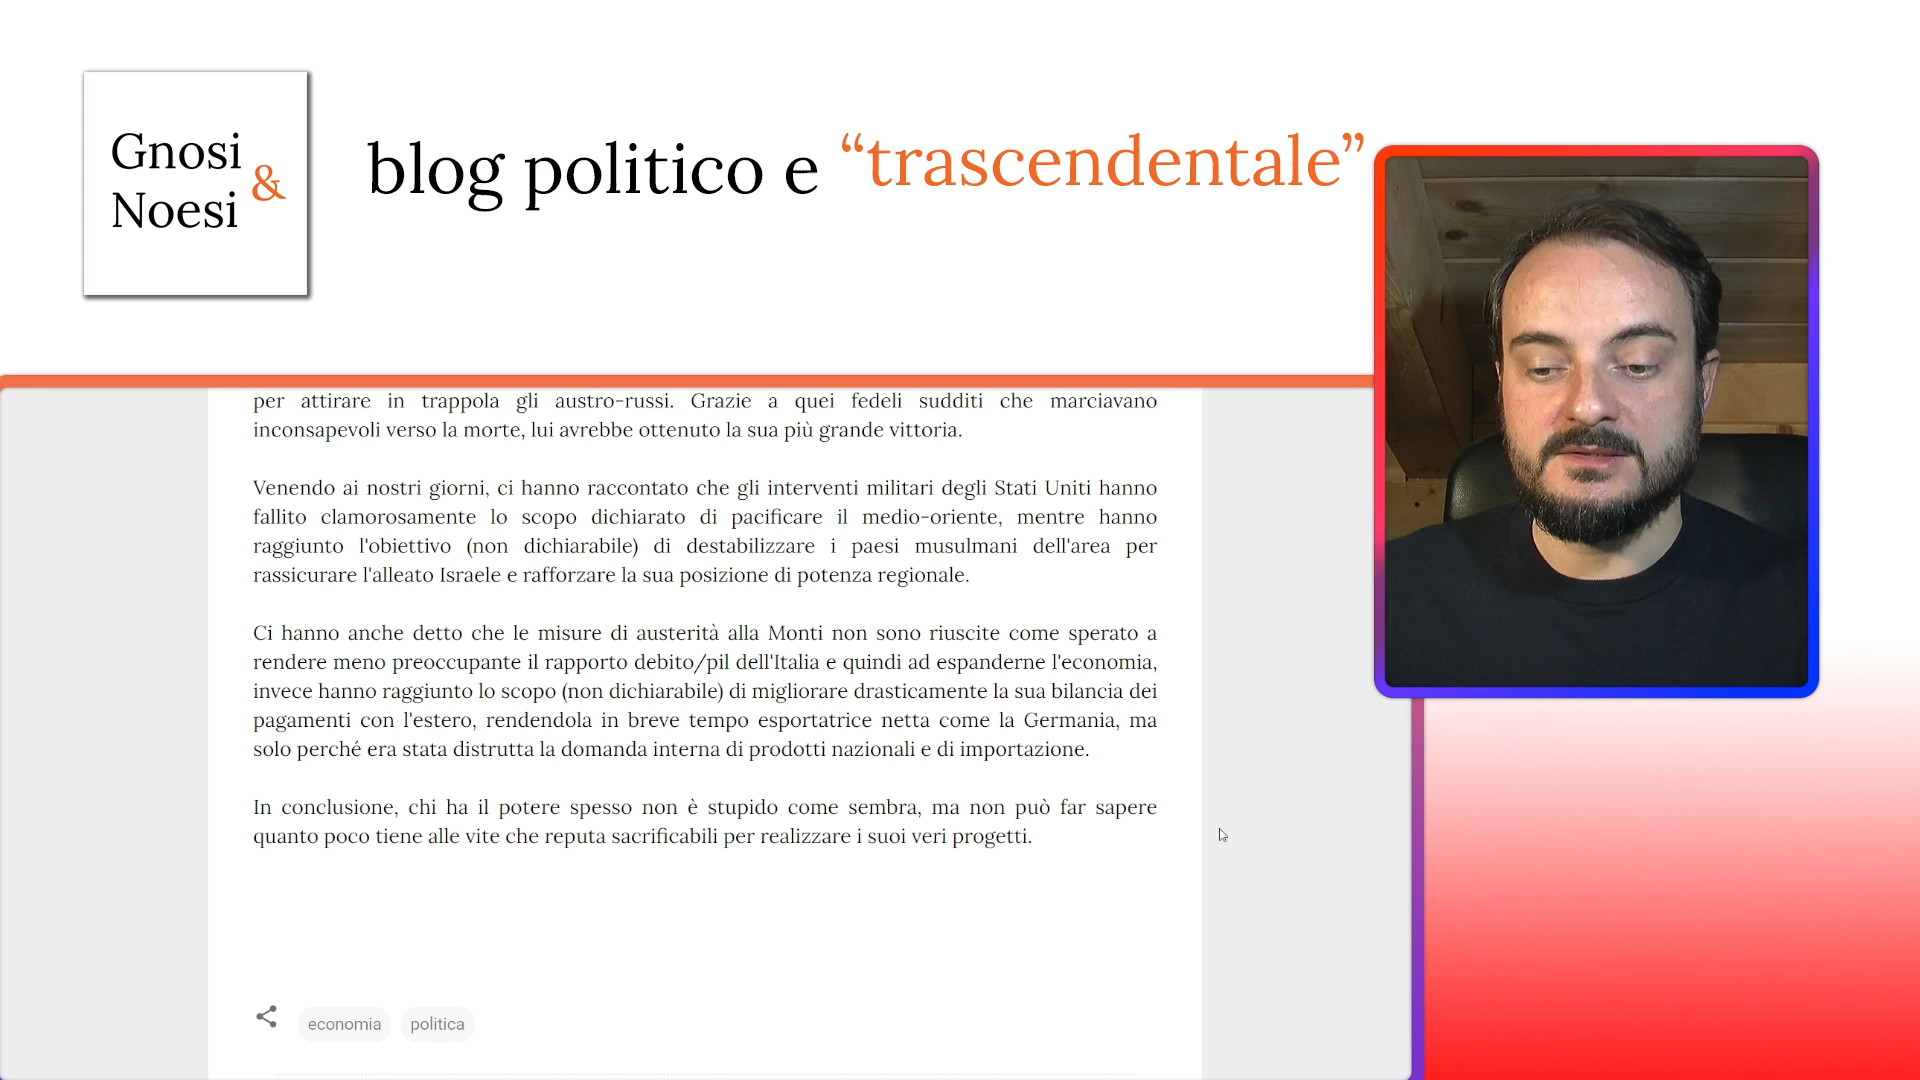 Gnosi
&
Noesi
blog politico e “trascendentale”
per attirare in trappola gli austro-russi. Grazie a quei fedeli sudditi che marciavano
inconsapevoli verso la morte, lui avrebbe ottenuto la sua più grande vittoria.
Venendo ai nostri giorni, ci hanno raccontato che gli interventi militari degli Stati Uniti hanno
fallito clamorosamente lo scopo dichiarato di pacificare il medio-oriente, mentre hanno
raggiunto l'obiettivo (non dichiarabile) di destabilizzare i paesi musulmani dell'area per
rassicurare l'alleato Israele e rafforzare la sua posizione di potenza regionale.
Ci hanno anche detto che le misure di austerità alla Monti non sono riuscite come sperato a
rendere meno preoccupante il rapporto debito/pil dell'Italia e quindi ad espanderne l'economia,
invece hanno raggiunto lo scopo (non dichiarabile) di migliorare drasticamente la sua bilancia dei
pagamenti con l'estero, rendendola in breve tempo esportatrice netta come la Germania, ma
solo perché era stata distrutta la domanda interna di prodotti nazionali e di importazione.
In conclusione, chi ha il potere spesso non è stupido come sembra, ma non può far sapere
quanto poco tiene alle vite che reputa sacrificabili per realizzare i suoi veri progetti.
economia politica